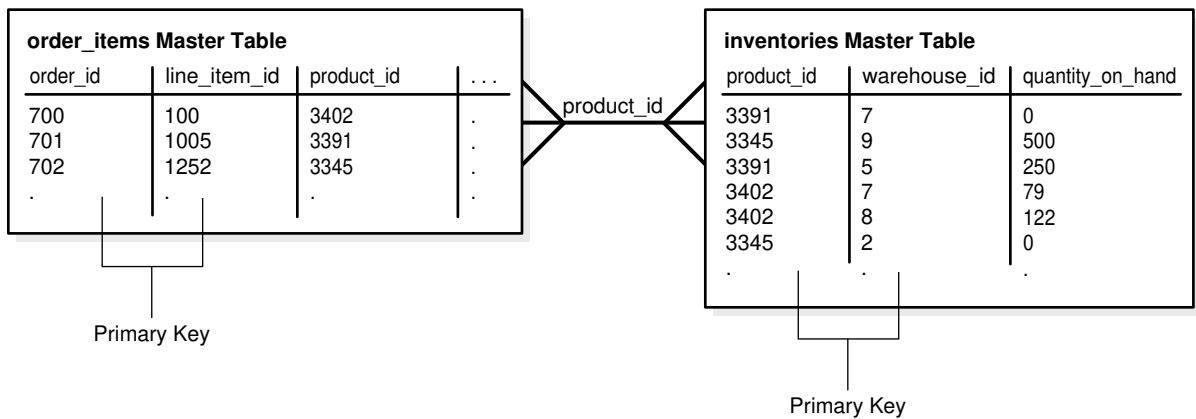 order_items Master Table
order_id line_item_id product_id . . .
700 100 3402 .
701 1005 3391 .
702 1252 3345 .
. . . .
Primary Key
product_id
inventories Master Table
product_id warehouse_id quantity_on_hand
3391 7 0
3345 9 500
3391 5 250
3402 7 79
3402 8 122
3345 2 0
. . .
Primary Key